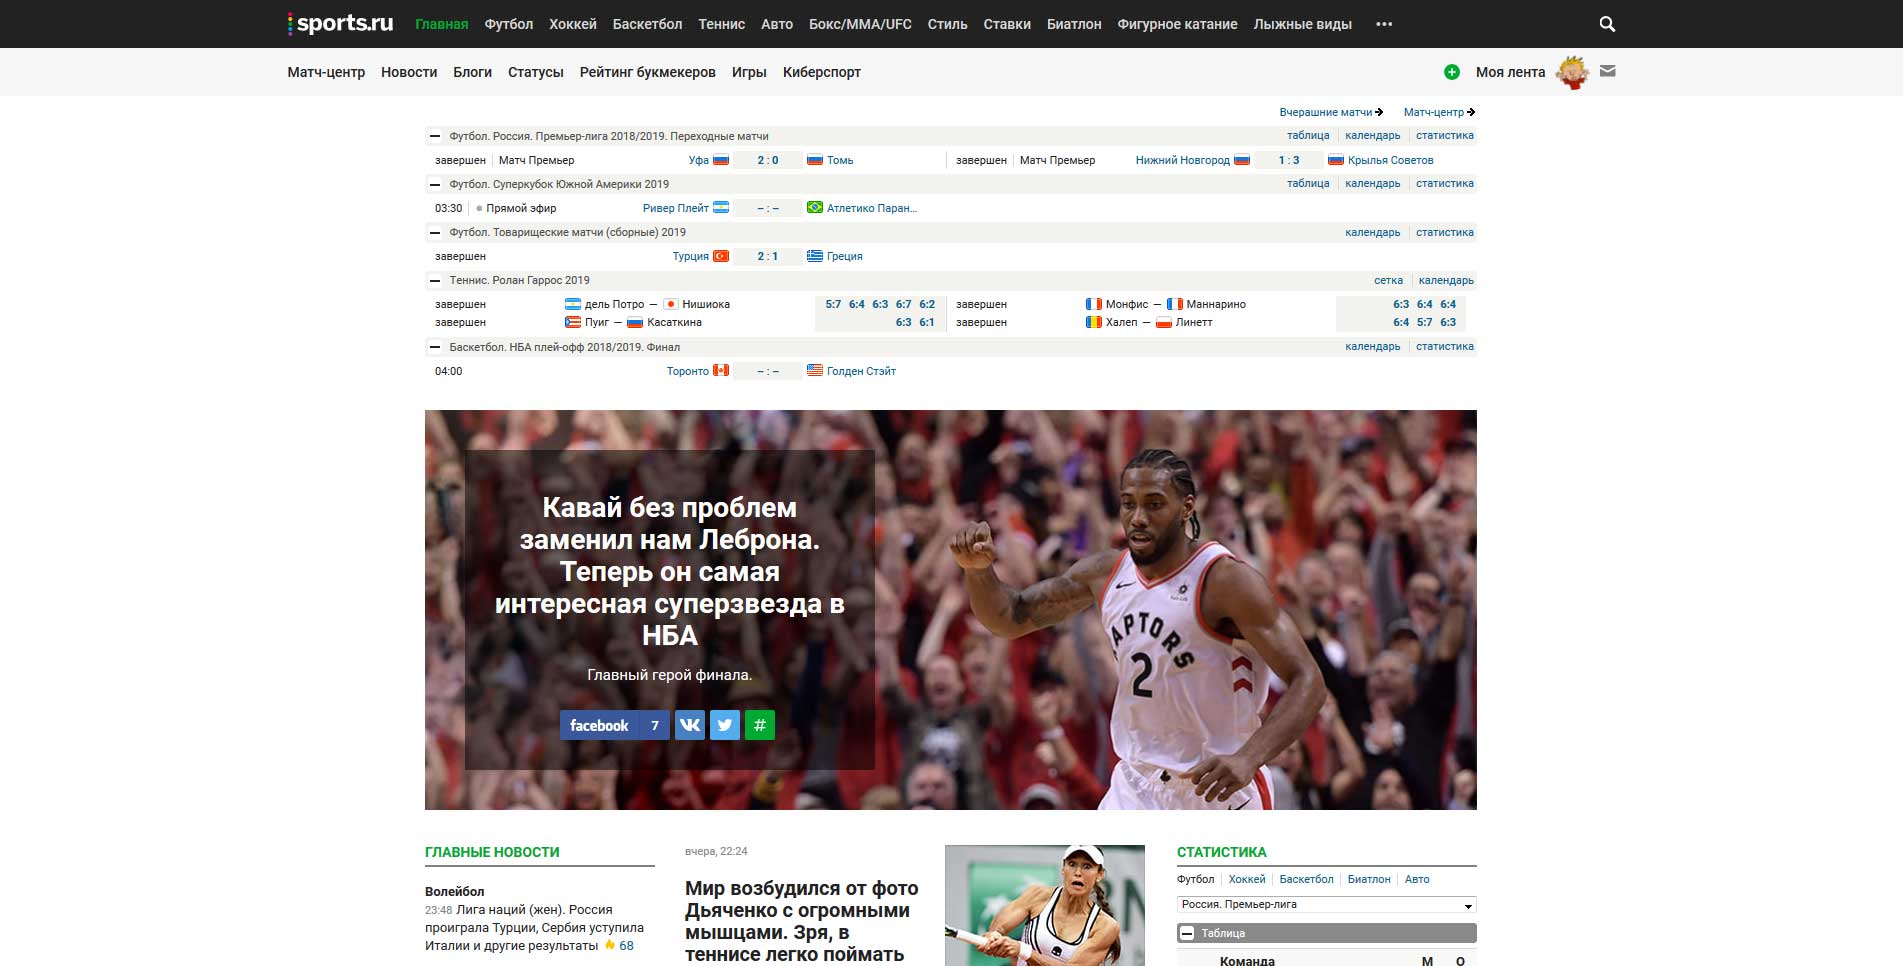 sports.ru Главная Футбол Хоккей Баскетбол Теннис Авто Бокс/MMA/UFC Стиль Ставки Биатлон Фигурное катание Лыжные виды
Матч-центр Новости Блоги Статусы Рейтинг букмекеров Игры Киберспорт Моя лента
Вчерашние матчи Матч-центр
Футбол. Россия. Премьер-лига 2018/2019. Переходные матчи таблица календарь статистика
завершен Матч Премьер Уфа 2 : 0 Томь завершен Матч Премьер Нижний Новгород 1 : 3 Крылья Советов
Футбол. Суперкубок Южной Америки 2019 таблица календарь статистика
03:30 Прямой эфир Ривер Плейт – : – Атлетико Паран...
Футбол. Товарищеские матчи (сборные) 2019 календарь статистика
завершен Турция 2 : 1 Греция
Теннис. Ролан Гаррос 2019 сетка календарь
завершен дель Потро — Нишиока 5:7 6:4 6:3 6:7 6:2 завершен Монфис — Маннарино 6:3 6:4 6:4
завершен Пуиг — Касаткина 6:3 6:1 завершен Халеп — Линетт 6:4 5:7 6:3
Баскетбол. НБА плей-офф 2018/2019. Финал календарь статистика
04:00 Торонто – : – Голден Стэйт
Кавай без проблем
заменил нам Леброна.
Теперь он самая
интересная суперзвезда в
НБА
Главный герой финала.
facebook 7 #
RAPTORS
2
ГЛАВНЫЕ НОВОСТИ
Волейбол
23:48 Лига наций (жен). Россия
проиграла Турции, Сербия уступила
Италии и другие результаты 68
вчера, 22:24
Мир возбудился от фото
Дьяченко с огромными
мышцами. Зря, в
теннисе легко поймать
СТАТИСТИКА
Футбол Хоккей Баскетбол Биатлон Авто
Россия. Премьер-лига
Таблица
Команда М О